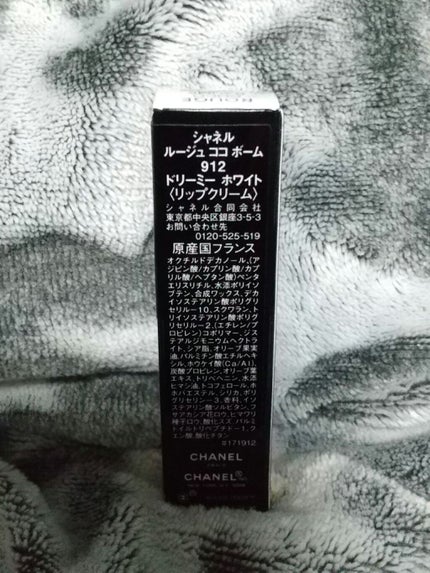 ROUGE
シャネル
ルージュ ココ ボーム
912
ドリーミー ホワイト
〈リップクリーム〉
シャネル合同会社
東京都中央区銀座3-5-3
お問い合わせ先
0120-525-519
原産国フランス
オクチルドデカノール、(ア
ジピン酸/カプリン酸/カプ
リル酸/ヘプタン酸)ペンタ
エリスリチル、水添ポリイソ
ブテン、合成ワックス、デカ
イソステアリン酸ポリグリ
セリル-10、スクワラン、ト
リイソステアリン酸ポリグ
リセリル-2、(エチレン/プ
ロピレン)コポリマー、ジス
テアルジモニウムヘクトラ
イト、シア脂、オリーブ果実
油、パルミチン酸エチルヘキ
シル、ホウケイ酸(Ca/Al)、
炭酸プロピレン、オリーブ葉
エキス、トリベヘニン、水添
ヒマシ油、トコフェロール、ホ
ホバエステル、シリカ、ポリ
グリセリン-3、香料、イソ
ステアリン酸ソルビタン、フ
サアカシア花ロウ、ヒマワリ
種子ロウ、酸化スズ、パルミ
トイルトリペプチド-1、ク
エン酸、酸化チタン
171912
CHANEL
CHANEL